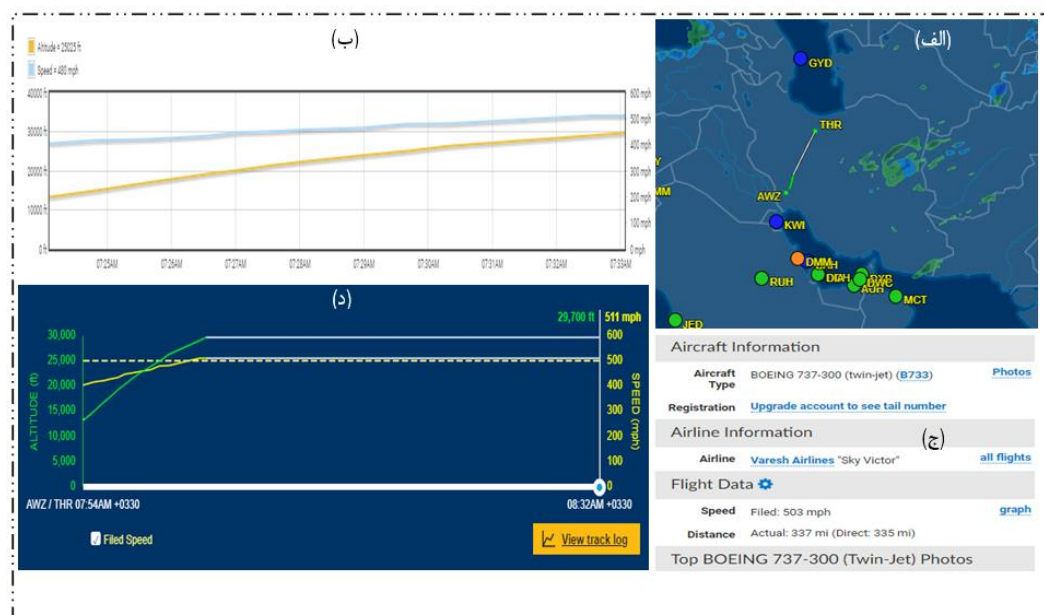 (ب)
Altitude = 25025 ft
Speed = 480 mph
40000 ft
600 mph
500 mph
30000 ft
400 mph
20000 ft
300 mph
200 mph
10000 ft
100 mph
0 ft
0 mph
07:25AM 07:26AM 07:27AM 07:28AM 07:29AM 07:30AM 07:31AM 07:32AM 07:33AM
(الف)
GYD
THR
AWZ
KWI
DMM
RUH
AUH
MCT
JED
(د)
29,700 ft 511 mph
30,000 600
25,000 500
20,000 400
15,000 300
10,000 200
5,000 100
0 0
ALTITUDE (ft)
SPEED (mph)
AWZ / THR 07:54AM +0330 08:32AM +0330
Filed Speed
View track log
Aircraft Information
Aircraft Type BOEING 737-300 (twin-jet) (B733) Photos
Registration Upgrade account to see tail number
Airline Information
(ج)
Airline Varesh Airlines "Sky Victor" all flights
Flight Data
Speed Filed: 503 mph graph
Distance Actual: 337 mi (Direct: 335 mi)
Top BOEING 737-300 (Twin-Jet) Photos